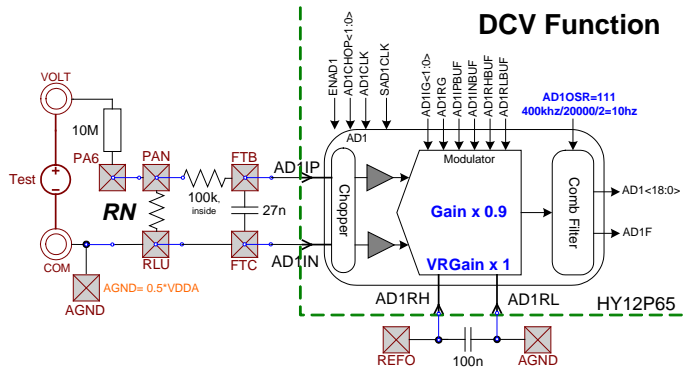 DCV Function
ENAD1
AD1CHOP<1:0>
AD1CLK
SAD1CLK
AD1G<1:0>
AD1RG
AD1IPBUF
AD1INBUF
AD1RHBUF
AD1RLBUF
AD1OSR=111
400khz/20000/2=10hz
VOLT
10M
PA6
PAN
FTB
AD1IP
AD1
Modulator
Test
RN
100k,
inside
27n
Chopper
Gain x 0.9
Comb Filter
AD1<18:0>
AD1F
COM
RLU
FTC
AD1IN
VRGain x 1
AGND= 0.5*VDDA
AGND
AD1RH
AD1RL
HY12P65
REFO
100n
AGND